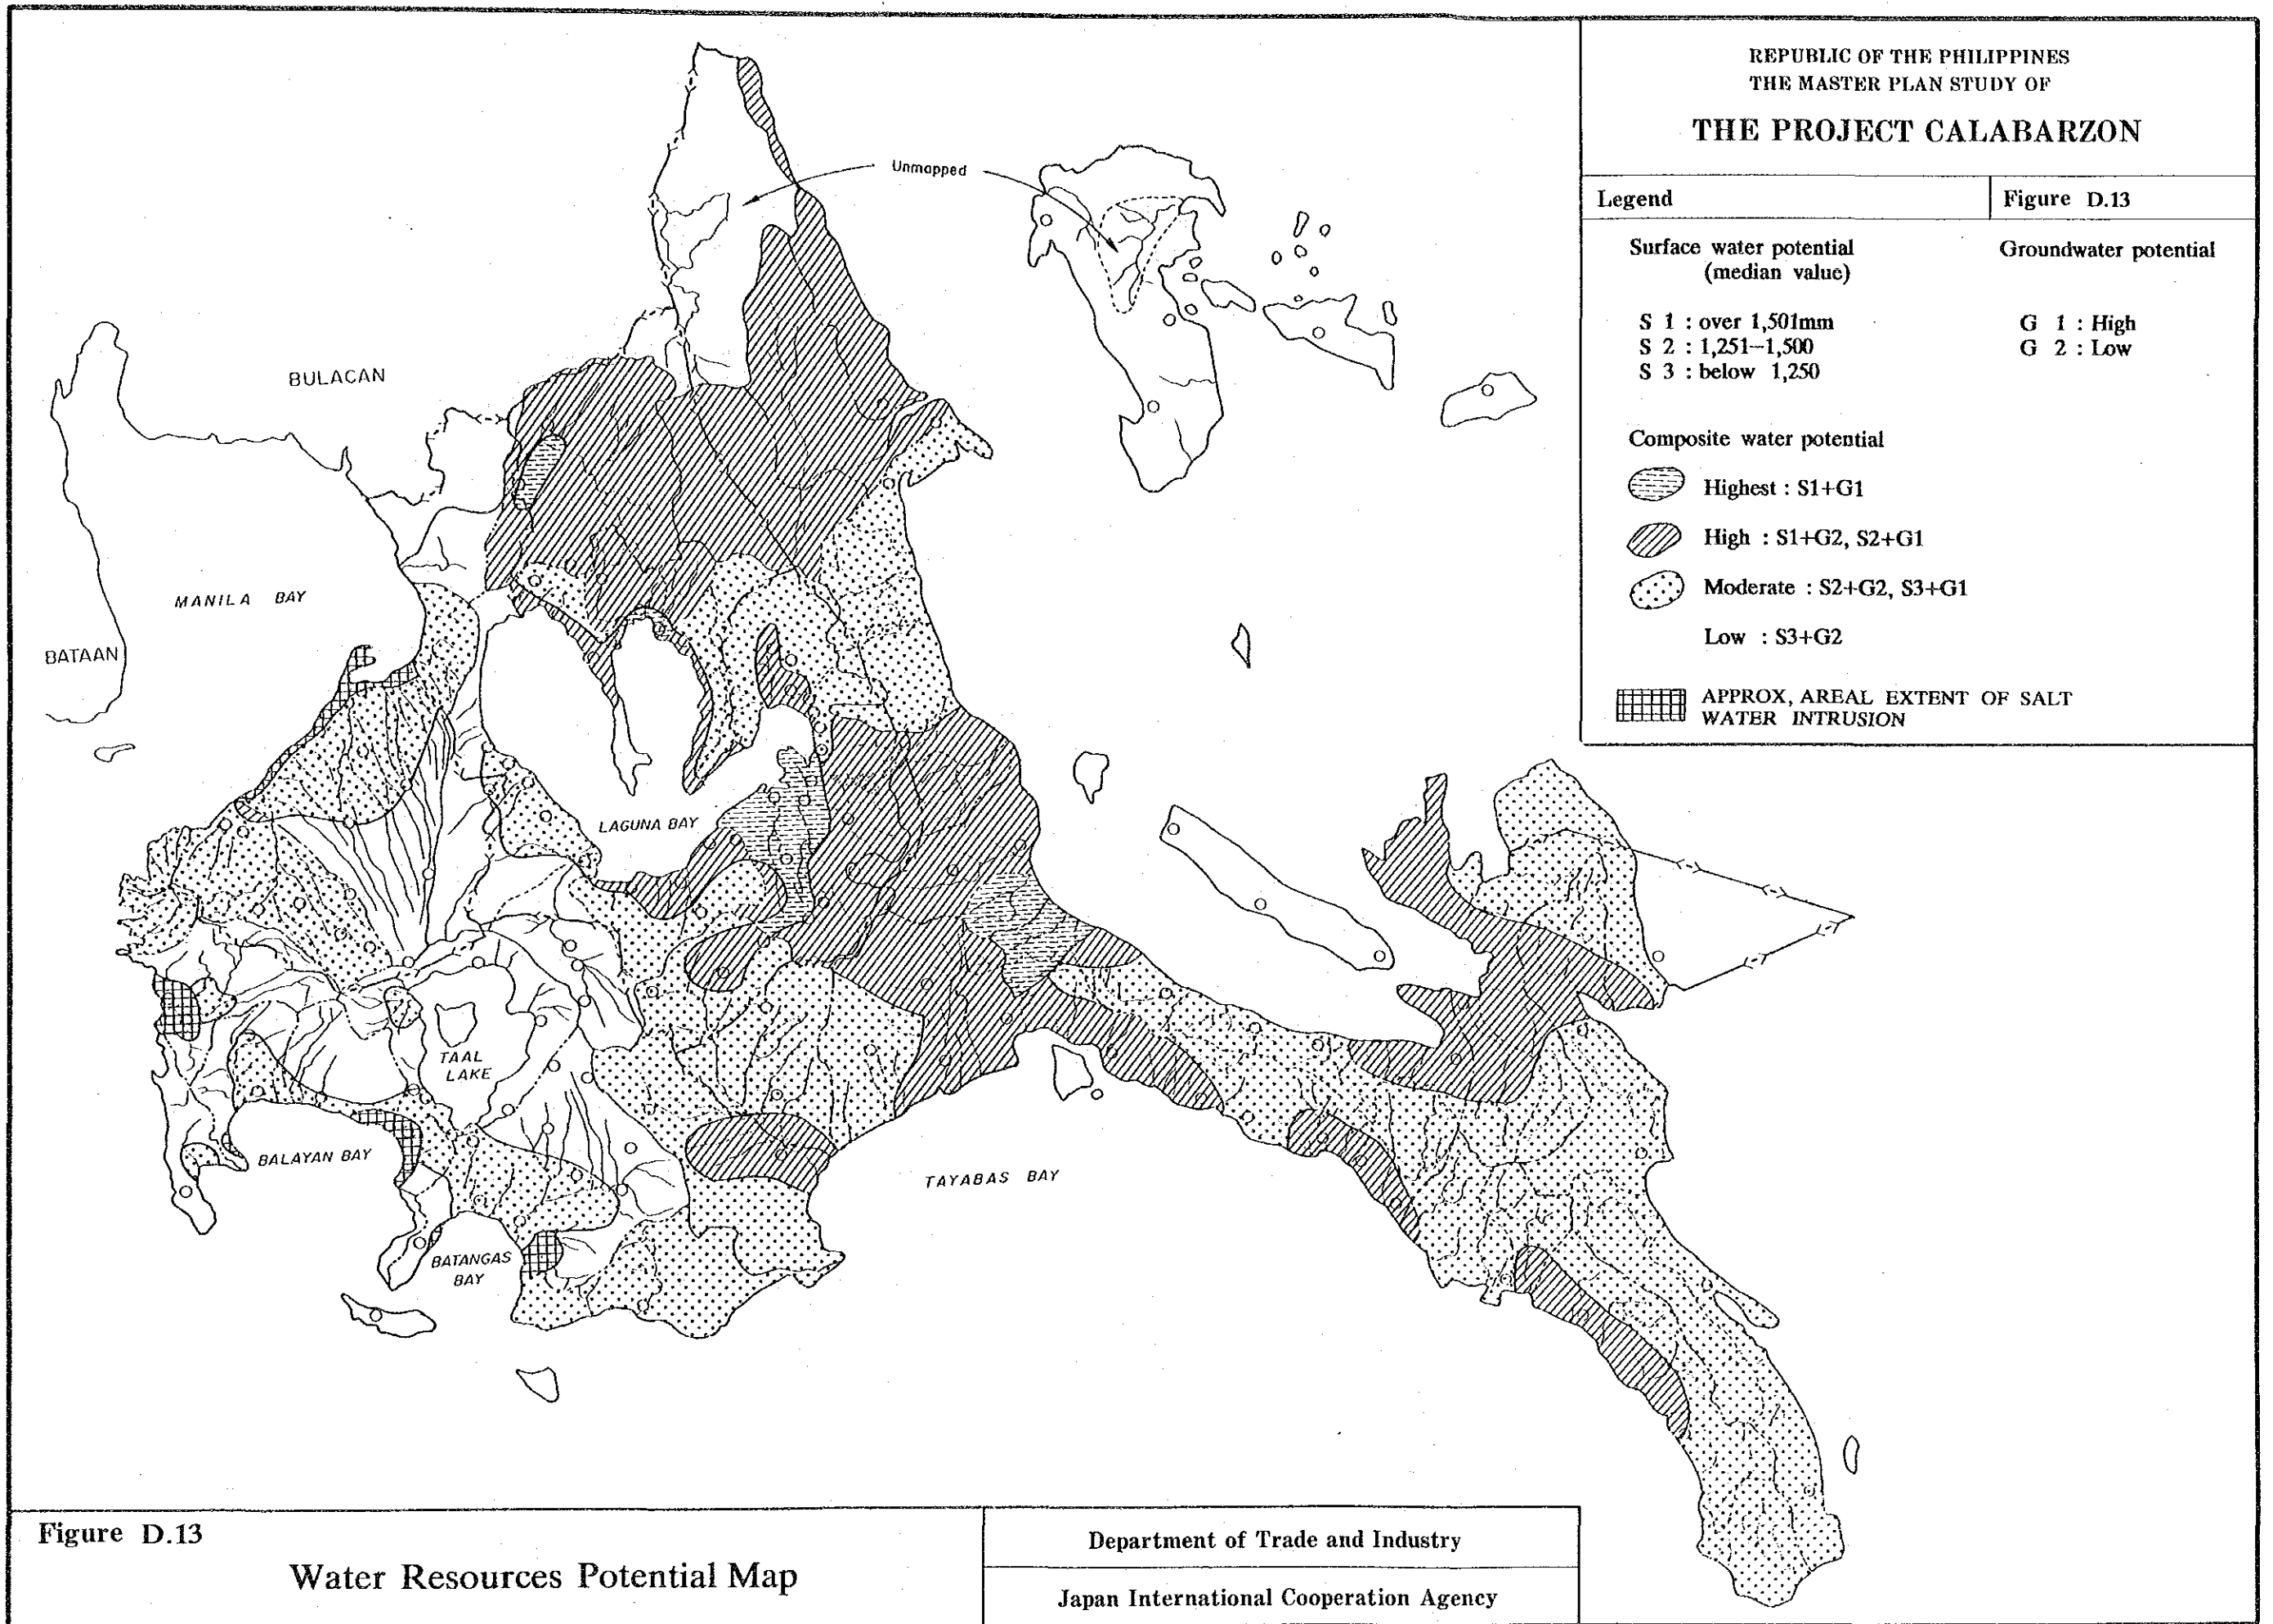 REPUBLIC OF THE PHILIPPINES
THE MASTER PLAN STUDY OF
THE PROJECT CALABARZON
Legend
Figure D.13
Surface water potential
(median value)
Groundwater potential
S 1 : over 1,501mm
S 2 : 1,251–1,500
S 3 : below 1,250
G 1 : High
G 2 : Low
Composite water potential
Highest : S1+G1
High : S1+G2, S2+G1
Moderate : S2+G2, S3+G1
Low : S3+G2
APPROX, AREAL EXTENT OF SALT
WATER INTRUSION
Unmapped
BULACAN
MANILA BAY
BATAAN
LAGUNA BAY
TAAL
LAKE
BALAYAN BAY
BATANGAS
BAY
TAYABAS BAY
Figure D.13
Water Resources Potential Map
Department of Trade and Industry
Japan International Cooperation Agency